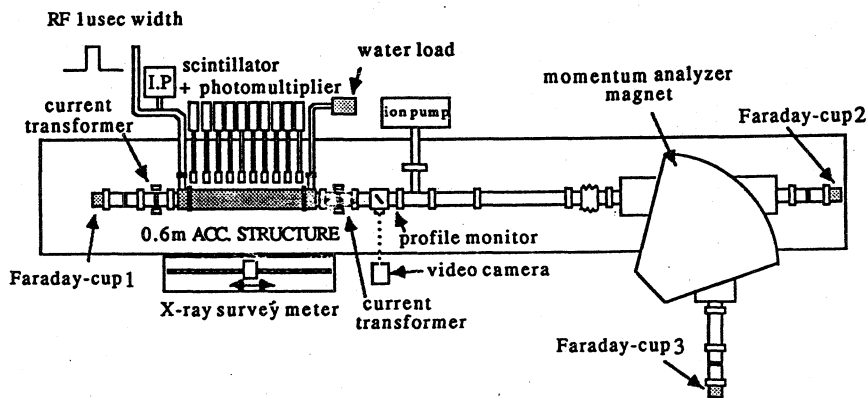 RF 1usec width
I.P
scintillator
+ photomultiplier
water load
current
transformer
ion pump
momentum analyzer
magnet
Faraday-cup2
0.6m ACC. STRUCTURE
profile monitor
Faraday-cup1
video camera
X-ray survey meter
current
transformer
Faraday-cup3